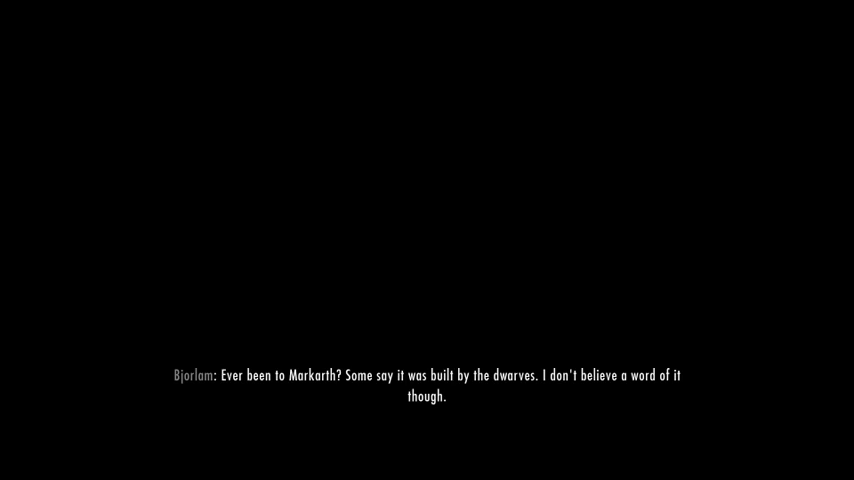 Bjorlam: Ever been to Markarth? Some say it was built by the dwarves. I don't believe a word of it
though.